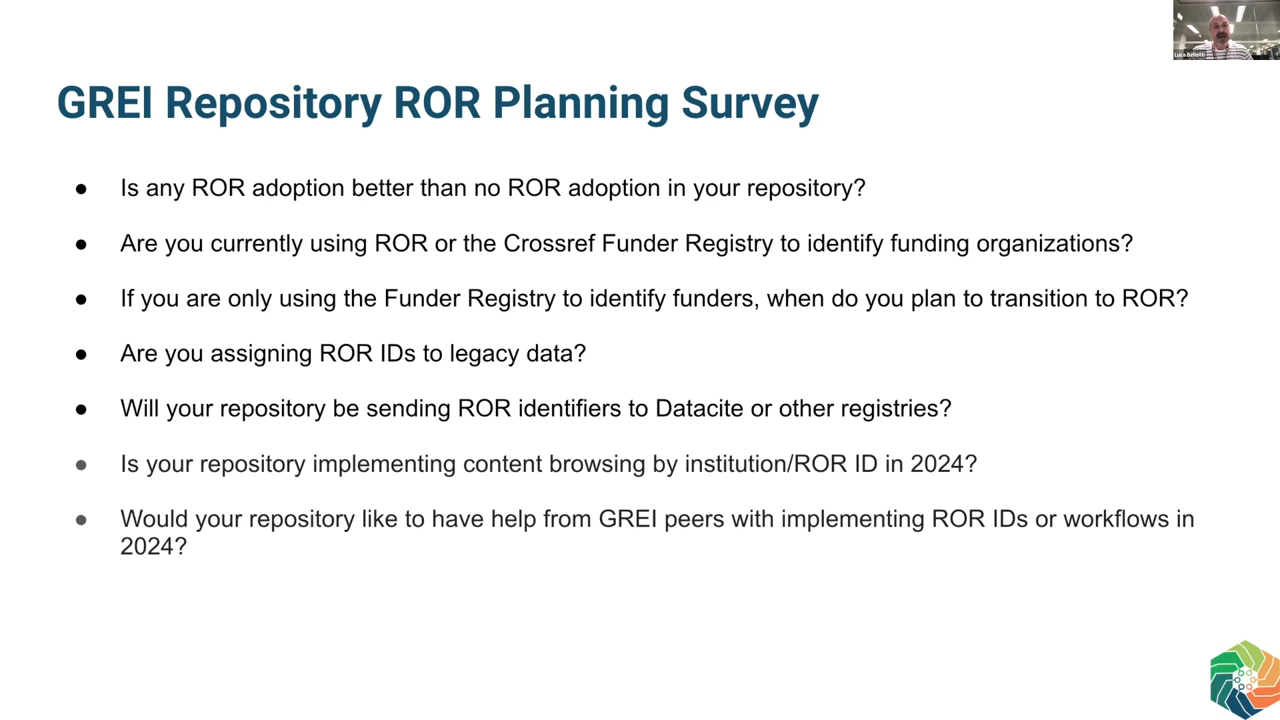 GREI Repository ROR Planning Survey
● Is any ROR adoption better than no ROR adoption in your repository?
● Are you currently using ROR or the Crossref Funder Registry to identify funding organizations?
● If you are only using the Funder Registry to identify funders, when do you plan to transition to ROR?
● Are you assigning ROR IDs to legacy data?
● Will your repository be sending ROR identifiers to Datacite or other registries?
● Is your repository implementing content browsing by institution/ROR ID in 2024?
● Would your repository like to have help from GREI peers with implementing ROR IDs or workflows in
2024?